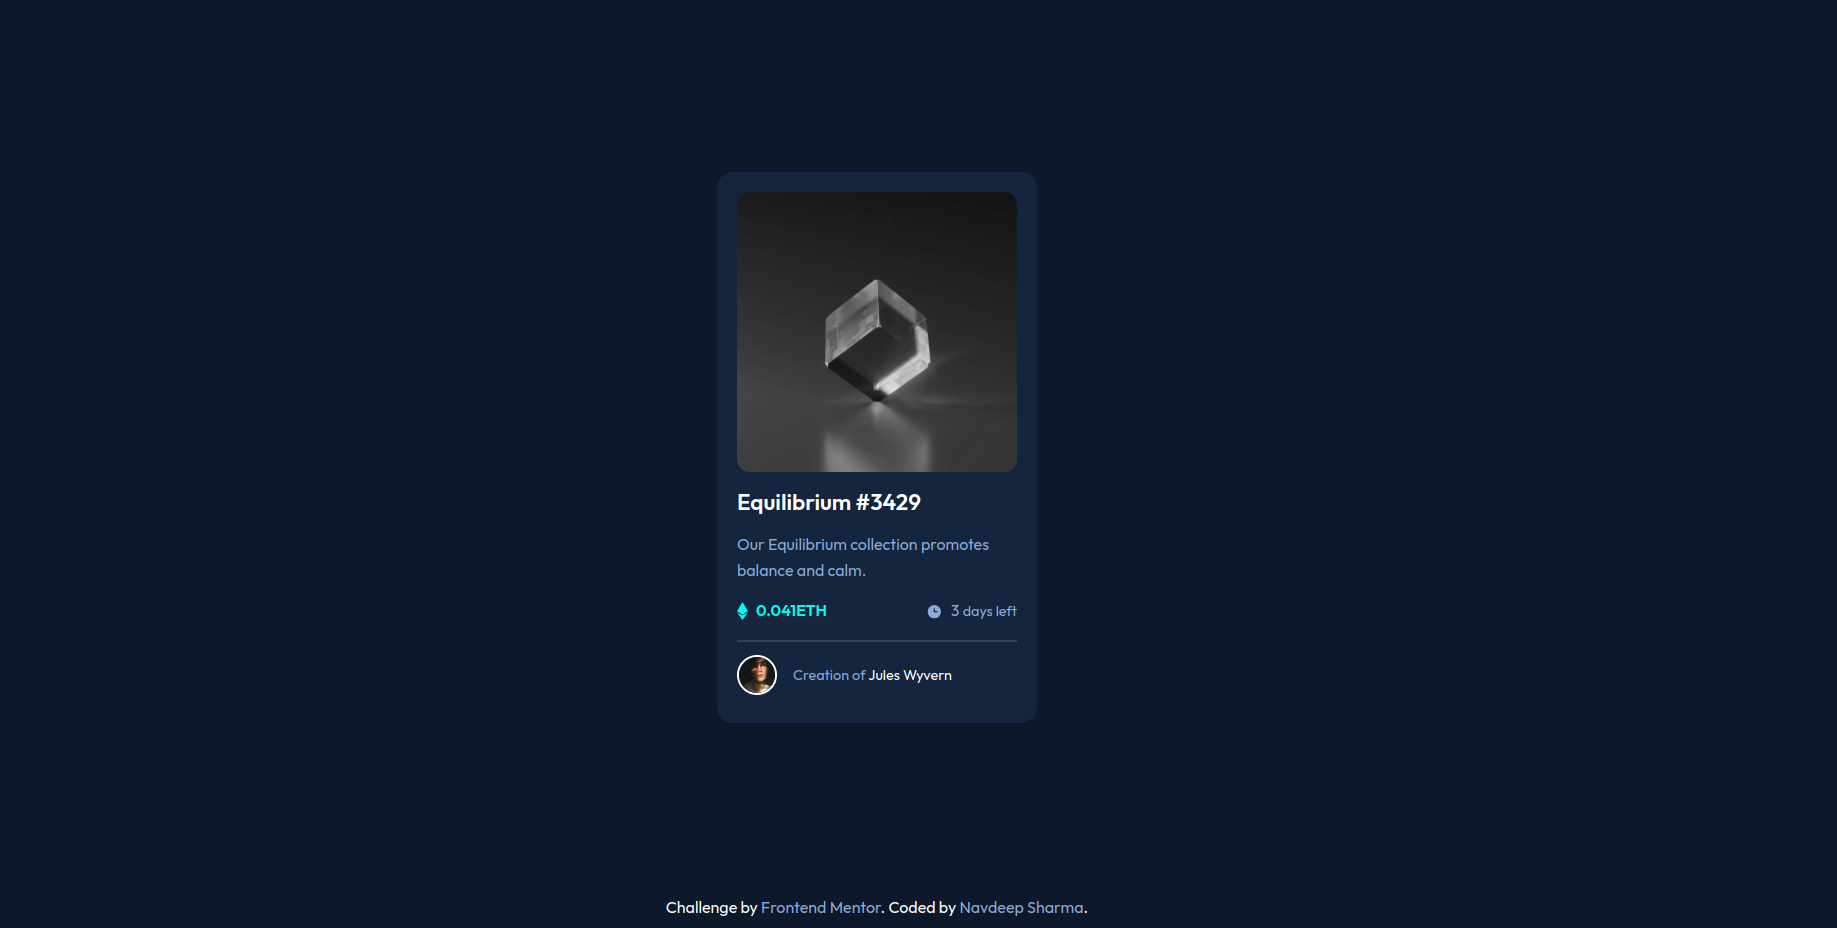 Equilibrium #3429
Our Equilibrium collection promotes
balance and calm.
0.041ETH 3 days left
Creation of Jules Wyvern
Challenge by Frontend Mentor. Coded by Navdeep Sharma.